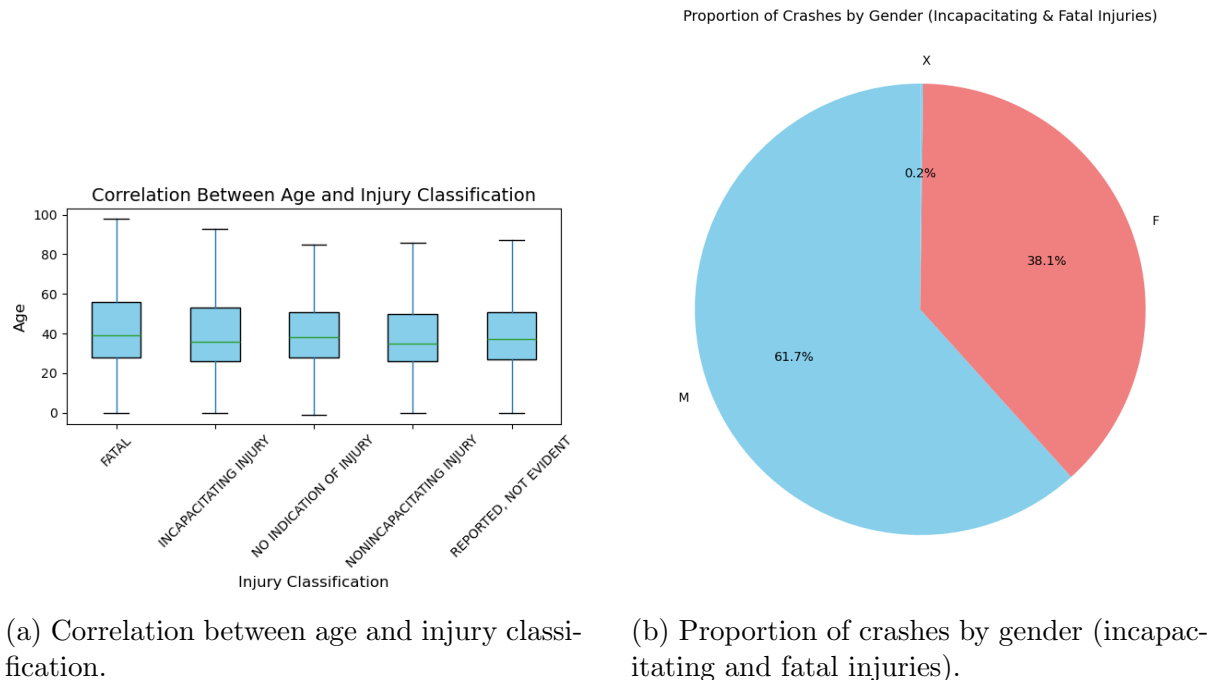 Correlation Between Age and Injury Classification
100
80
60
40
20
0
Age
FATAL
INCAPACITATING INJURY
NO INDICATION OF INJURY
NONINCAPACITATING INJURY
REPORTED, NOT EVIDENT
Injury Classification
(a) Correlation between age and injury classi-
fication.
Proportion of Crashes by Gender (Incapacitating & Fatal Injuries)
X
0.2%
F
38.1%
61.7%
M
(b) Proportion of crashes by gender (incapac-
itating and fatal injuries).